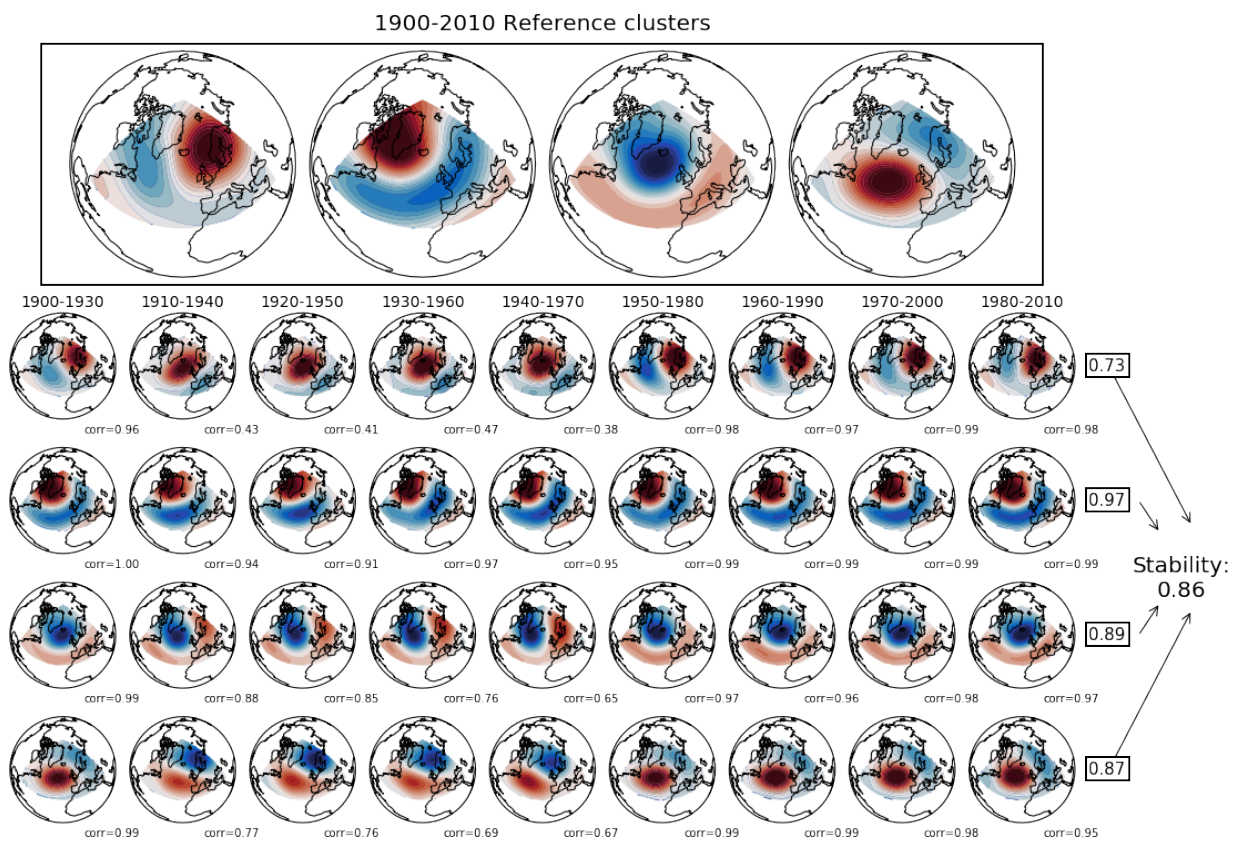 1900-2010 Reference clusters
1900-1930 1910-1940 1920-1950 1930-1960 1940-1970 1950-1980 1960-1990 1970-2000 1980-2010
0.73
corr=0.96 corr=0.43 corr=0.41 corr=0.47 corr=0.38 corr=0.98 corr=0.97 corr=0.99 corr=0.98
0.97
corr=1.00 corr=0.94 corr=0.91 corr=0.97 corr=0.95 corr=0.99 corr=0.99 corr=0.99 corr=0.99
Stability:
0.86
0.89
corr=0.99 corr=0.88 corr=0.85 corr=0.76 corr=0.65 corr=0.97 corr=0.96 corr=0.98 corr=0.97
0.87
corr=0.99 corr=0.77 corr=0.76 corr=0.69 corr=0.67 corr=0.99 corr=0.99 corr=0.98 corr=0.95